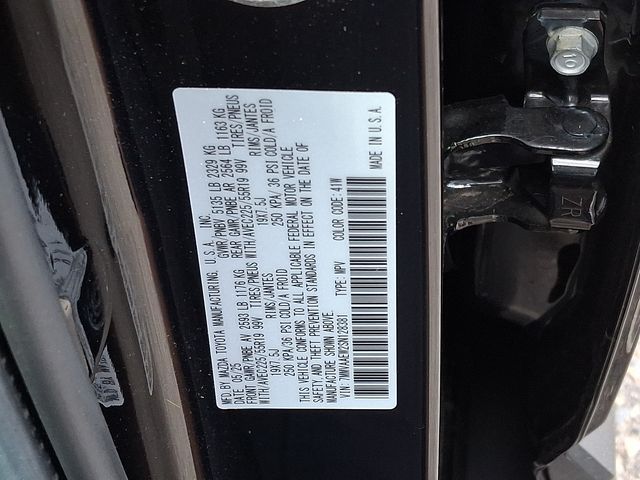 MFD.BY MAZDA TOYOTA MANUFACTURING, U.S.A., INC.
DATE 05/25 GVWR/PNBV 5135 LB 2329 KG
FRONT GAWR/PNBE AV 2593 LB 1176 KG REAR GAWR/PNBE AR 2564 LB 1163 KG
WITH/AVEC225/55R19 99V TIRES/PNEUS WITH/AVEC225/55R19 99V TIRES/PNEUS
19X7.5J RIMS/JANTES 19X7.5J RIMS/JANTES
250 KPA/36 PSI COLD/A FROID 250 KPA/36 PSI COLD/A FROID
THIS VEHICLE CONFORMS TO ALL APPLICABLE FEDERAL MOTOR VEHICLE
SAFETY AND THEFT PREVENTION STANDARDS IN EFFECT ON THE DATE OF
MANUFACTURE SHOWN ABOVE.
VIN: TYPE: MPV COLOR CODE: 41W
MADE IN U.S.A.
10
ZR